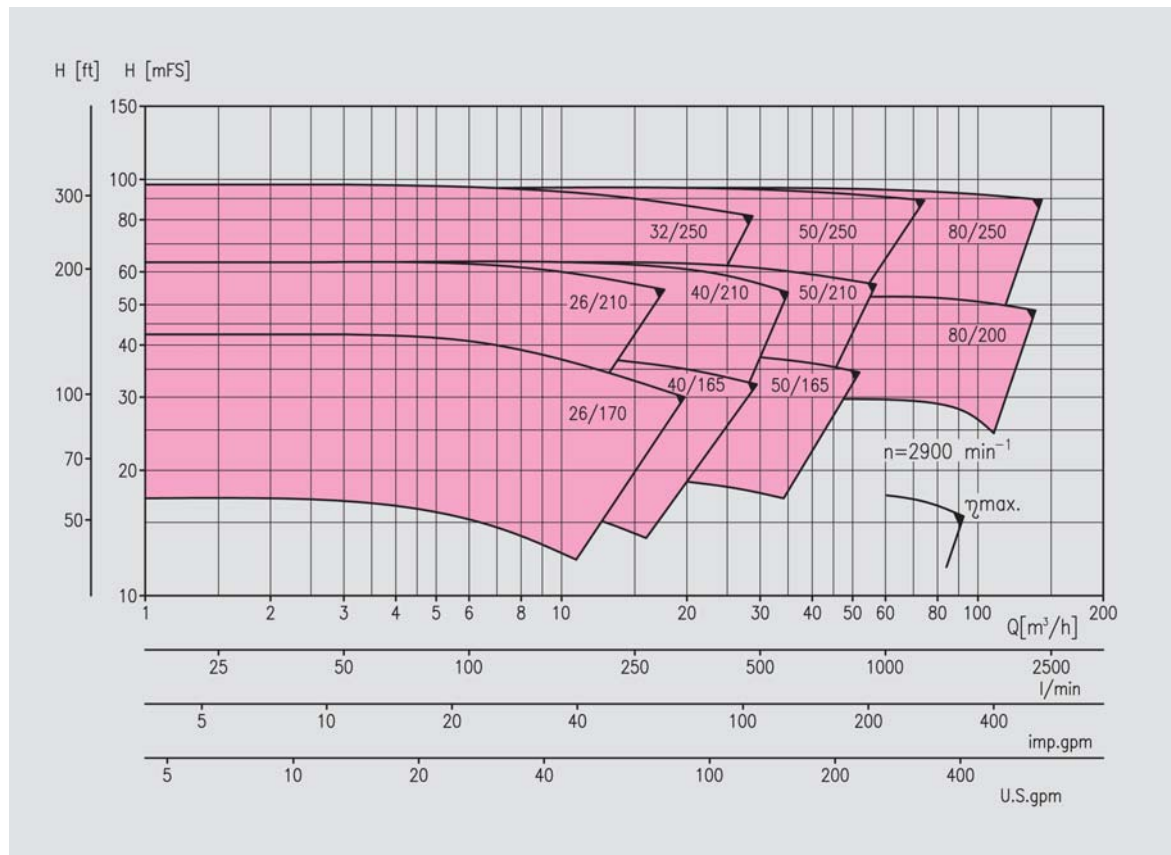 H [ft] H [mFS]
150
100
80
60
50
40
30
20
10
300
200
100
70
50
32/250
50/250
80/250
26/210
40/210
50/210
80/200
26/170
40/165
50/165
n=2900 min⁻¹
ηmax.
1 2 3 4 5 6 8 10 20 30 40 50 60 80 100 200
Q[m³/h]
25 50 100 250 500 1000 2500
l/min
5 10 20 40 100 200 400
imp.gpm
5 10 20 40 100 200 400
U.S.gpm